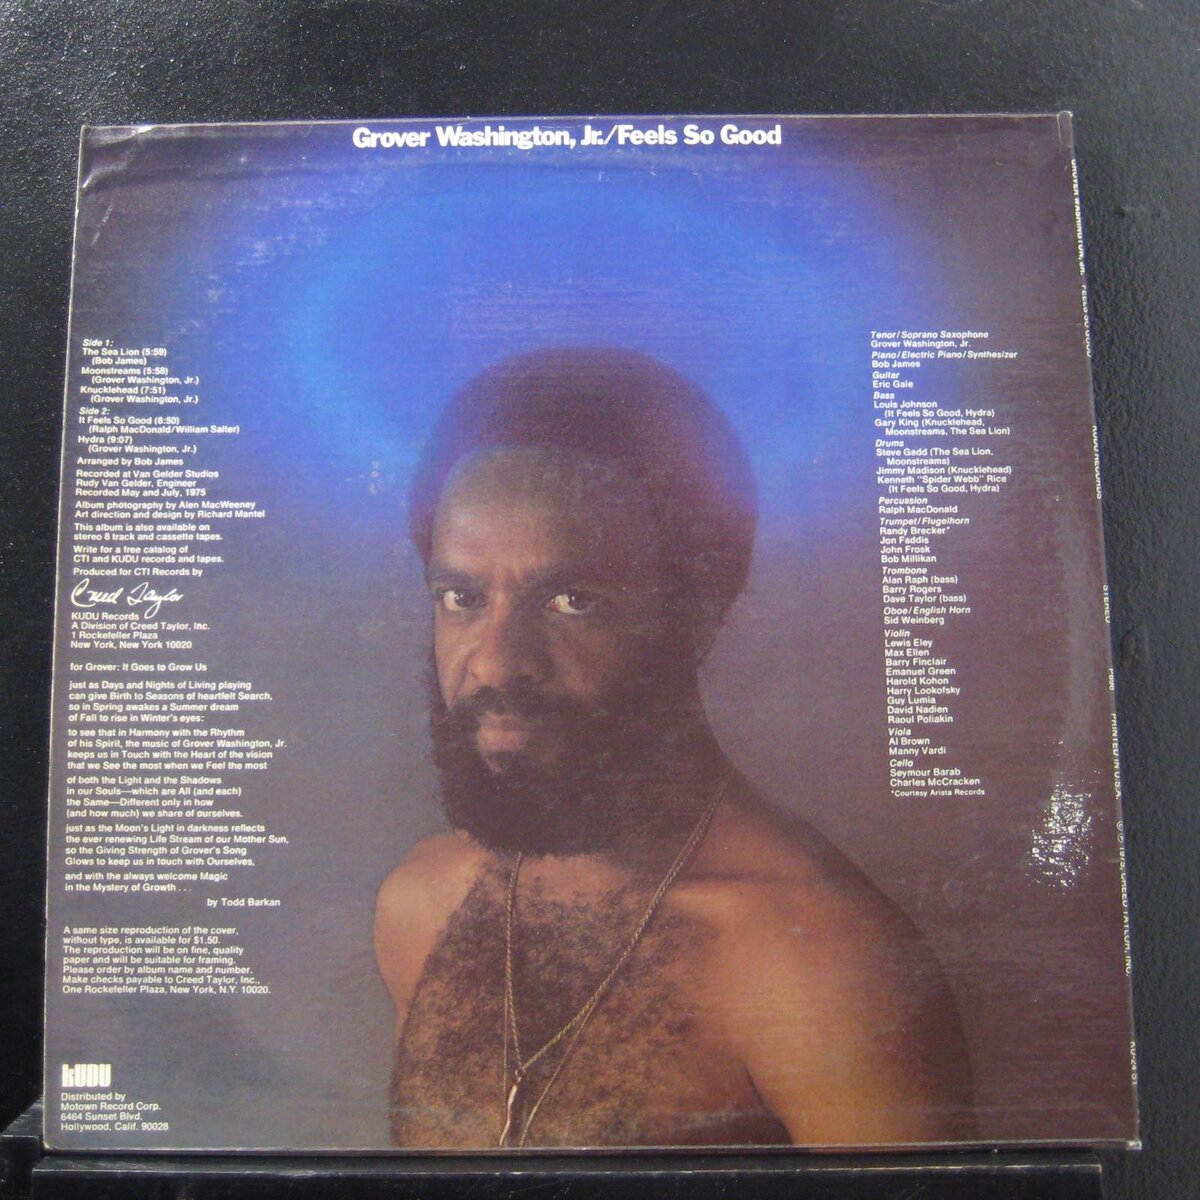 Grover Washington, Jr./Feels So Good
Side 1:
The Sea Lion (5:59)
(Bob James)
Moonstreams (5:58)
(Grover Washington, Jr.)
Knucklehead (7:51)
(Grover Washington, Jr.)
Side 2:
It Feels So Good (8:50)
(Ralph MacDonald/William Salter)
Hydra (9:07)
(Grover Washington, Jr.)
Arranged by Bob James
Recorded at Van Gelder Studios
Rudy Van Gelder, Engineer
Recorded May and July, 1975
Album photography by Alen MacWeeney
Art direction and design by Richard Mantel
This album is also available on
stereo 8 track and cassette tapes.
Write for a free catalog of
CTI and KUDU records and tapes.
Produced for CTI Records by
Creed Taylor
KUDU Records
A Division of Creed Taylor, Inc.
1 Rockefeller Plaza
New York, New York 10020
for Grover: It Goes to Grow Us
just as Days and Nights of Living playing
can give Birth to Seasons of heartfelt Search,
so in Spring awakes a Summer dream
of Fall to rise in Winter's eyes:
to see that in Harmony with the Rhythm
of his Spirit, the music of Grover Washington, Jr.
keeps us in Touch with the Heart of the vision
that we See the most when we Feel the most
of both the Light and the Shadows
in our Souls—which are All (and each)
the Same—Different only in how
(and how much) we share of ourselves.
just as the Moon's Light in darkness reflects
the ever renewing Life Stream of our Mother Sun,
so the Giving Strength of Grover's Song
Glows to keep us in touch with Ourselves,
and with the always welcome Magic
in the Mystery of Growth . . .
by Todd Barkan
A same size reproduction of the cover,
without type, is available for $1.50.
The reproduction will be on fine, quality
paper and will be suitable for framing.
Please order by album name and number.
Make checks payable to Creed Taylor, Inc.,
One Rockefeller Plaza, New York, N.Y. 10020.
KUDU
Distributed by
Motown Record Corp.
6464 Sunset Blvd.
Hollywood, Calif. 90028
Tenor/Soprano Saxophone
Grover Washington, Jr.
Piano/Electric Piano/Synthesizer
Bob James
Guitar
Eric Gale
Bass
Louis Johnson
(It Feels So Good, Hydra)
Gary King (Knucklehead,
Moonstreams, The Sea Lion)
Drums
Steve Gadd (The Sea Lion,
Moonstreams)
Jimmy Madison (Knucklehead)
Kenneth "Spider Webb" Rice
(It Feels So Good, Hydra)
Percussion
Ralph MacDonald
Trumpet/Flugelhorn
Randy Brecker*
Jon Faddis
John Frosk
Bob Millikan
Trombone
Alan Raph (bass)
Barry Rogers
Dave Taylor (bass)
Oboe/English Horn
Sid Weinberg
Violin
Lewis Eley
Max Ellen
Barry Finclair
Emanuel Green
Harold Kohon
Harry Lookofsky
Guy Lumia
David Nadien
Raoul Poliakin
Viola
Al Brown
Manny Vardi
Cello
Seymour Barab
Charles McCracken
*Courtesy Arista Records
GROVER WASHINGTON, JR. FEELS SO GOOD
KUDU RECORDS
STEREO
PRINTED IN U.S.A.
1975, CREED TAYLOR, INC.